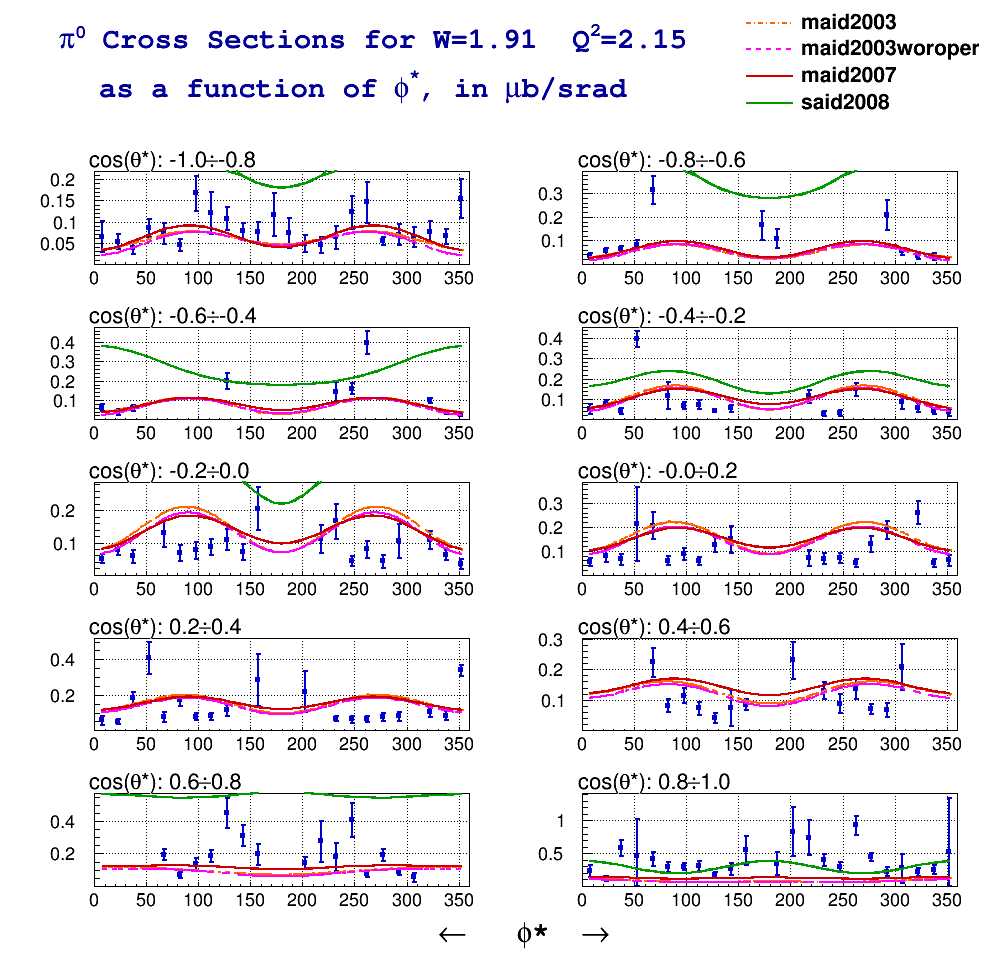 π⁰ Cross Sections for W=1.91 Q²=2.15
as a function of ϕ*, in μb/srad
maid2003
maid2003woroper
maid2007
said2008
cos(θ*): -1.0÷-0.8
0.2
0.15
0.1
0.05
0 50 100 150 200 250 300 350
cos(θ*): -0.8÷-0.6
0.3
0.2
0.1
0 50 100 150 200 250 300 350
cos(θ*): -0.6÷-0.4
0.4
0.3
0.2
0.1
0 50 100 150 200 250 300 350
cos(θ*): -0.4÷-0.2
0.4
0.3
0.2
0.1
0 50 100 150 200 250 300 350
cos(θ*): -0.2÷0.0
0.2
0.1
0 50 100 150 200 250 300 350
cos(θ*): -0.0÷0.2
0.3
0.2
0.1
0 50 100 150 200 250 300 350
cos(θ*): 0.2÷0.4
0.4
0.2
0 50 100 150 200 250 300 350
cos(θ*): 0.4÷0.6
0.3
0.2
0.1
0 50 100 150 200 250 300 350
cos(θ*): 0.6÷0.8
0.4
0.2
0 50 100 150 200 250 300 350
cos(θ*): 0.8÷1.0
1
0.5
0 50 100 150 200 250 300 350
← ϕ* →